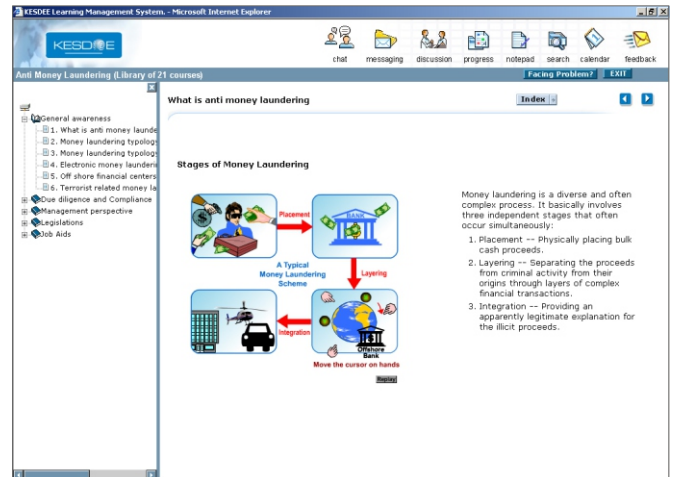 KESDEE Learning Management System. - Microsoft Internet Explorer
KESDEE
chat messaging discussion progress notepad search calendar feedback
Anti Money Laundering (Library of 21 courses)
Facing Problem? EXIT
General awareness
1. What is anti money launde
2. Money laundering typolog
3. Money laundering typolog
4. Electronic money launderi
5. Off shore financial centers
6. Terrorist related money la
Due diligence and Compliance
Management perspective
Legislations
Job Aids
What is anti money laundering
Index
Stages of Money Laundering
Placement
BANK
A Typical
Money Laundering
Scheme
Layering
Integration
Offshore
Bank
Move the cursor on hands
Replay
Money laundering is a diverse and often
complex process. It basically involves
three independent stages that often
occur simultaneously:
1. Placement -- Physically placing bulk
cash proceeds.
2. Layering -- Separating the proceeds
from criminal activity from their
origins through layers of complex
financial transactions.
3. Integration -- Providing an
apparently legitimate explanation for
the illicit proceeds.